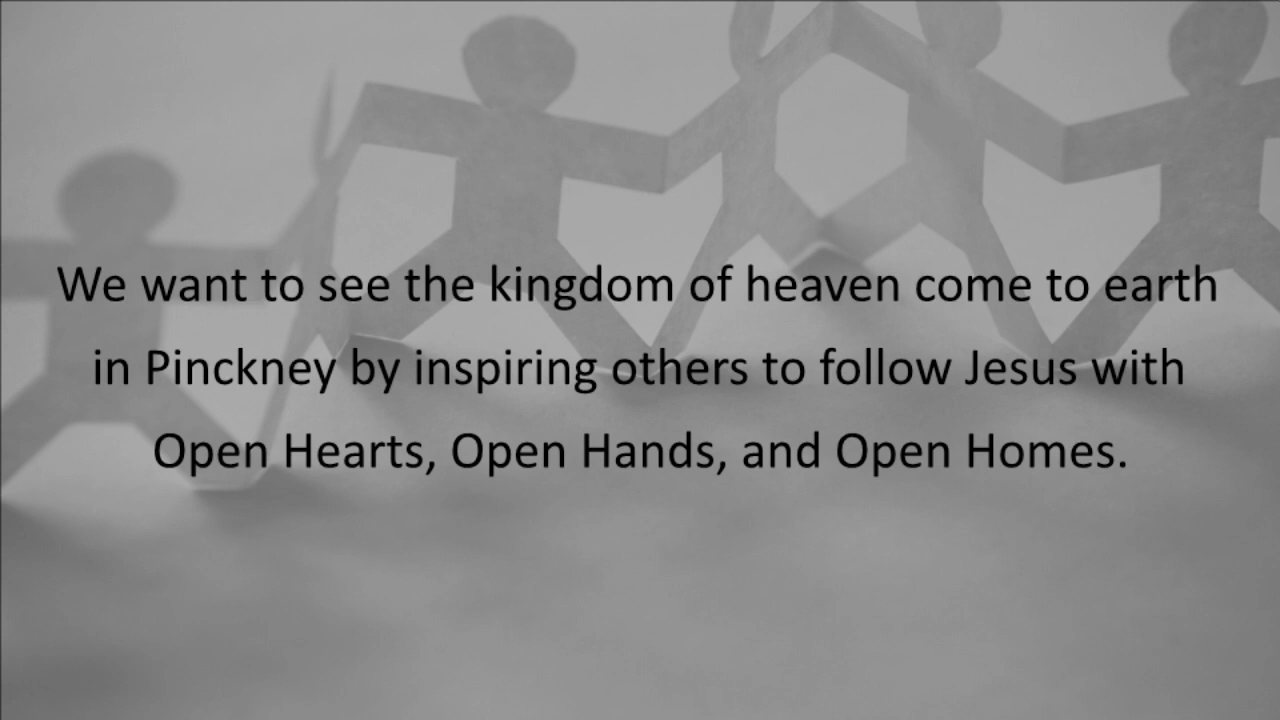 We want to see the kingdom of heaven come to earth
in Pinckney by inspiring others to follow Jesus with
Open Hearts, Open Hands, and Open Homes.